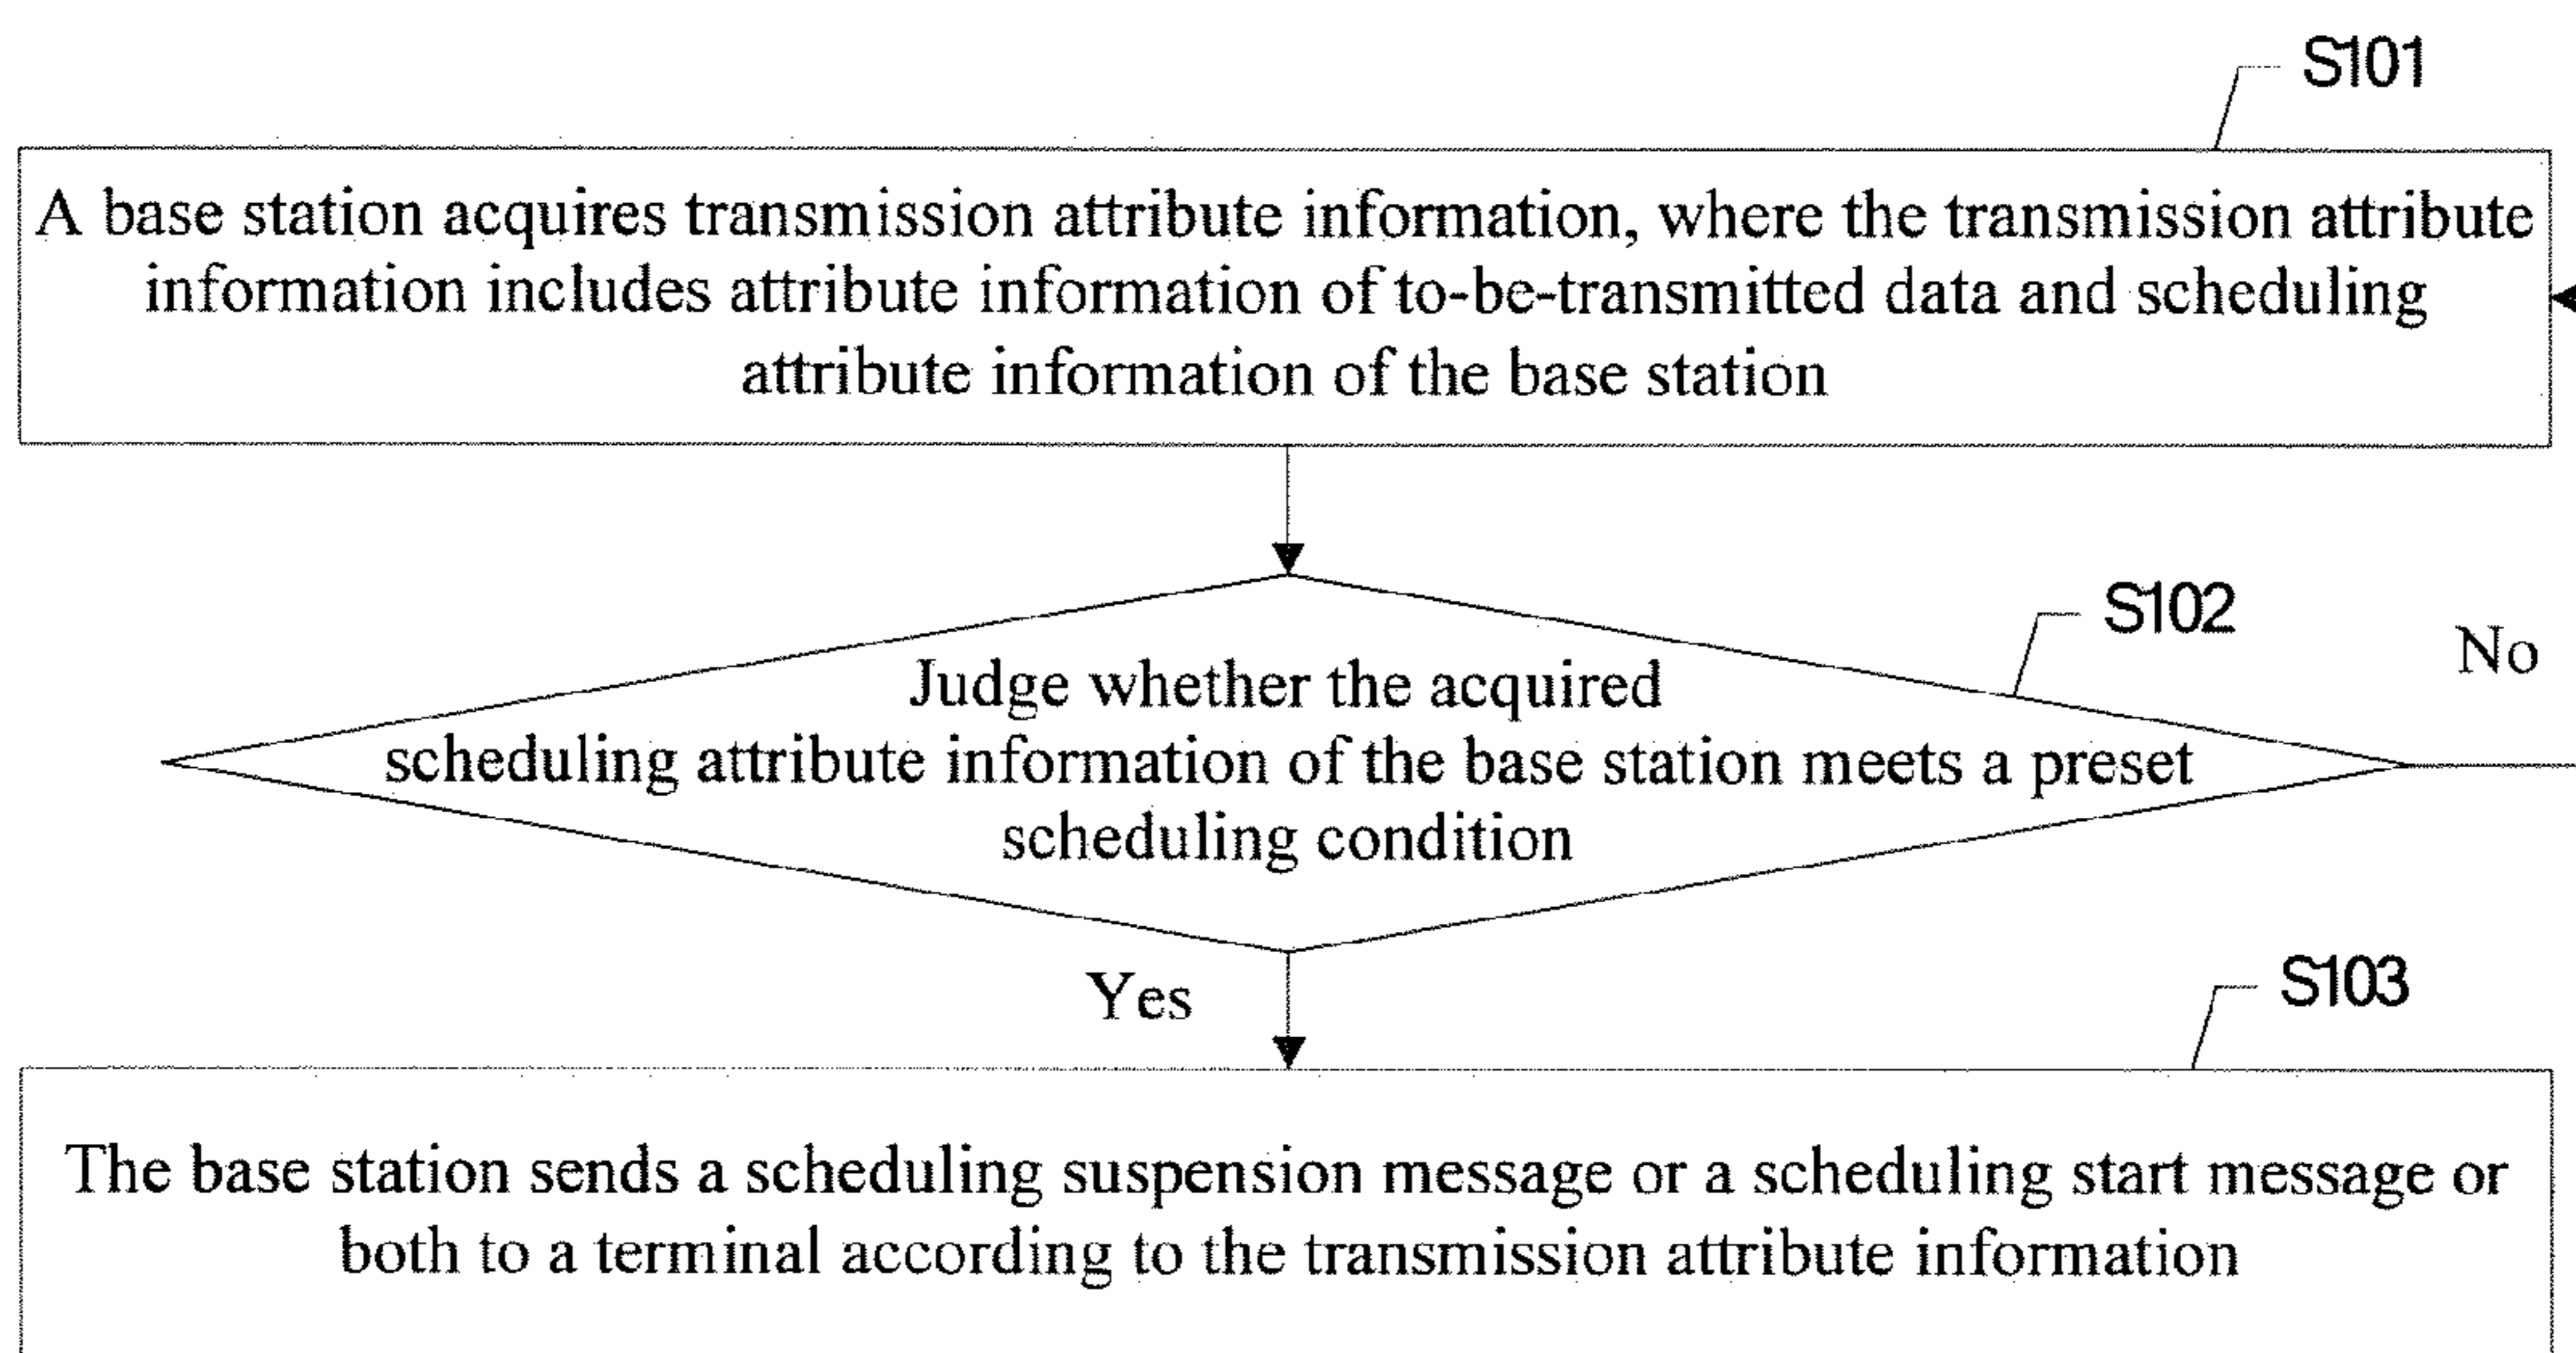 S101
A base station acquires transmission attribute information, where the transmission attribute
information includes attribute information of to-be-transmitted data and scheduling
attribute information of the base station
S102
No
Judge whether the acquired
scheduling attribute information of the base station meets a preset
scheduling condition
Yes
S103
The base station sends a scheduling suspension message or a scheduling start message or
both to a terminal according to the transmission attribute information